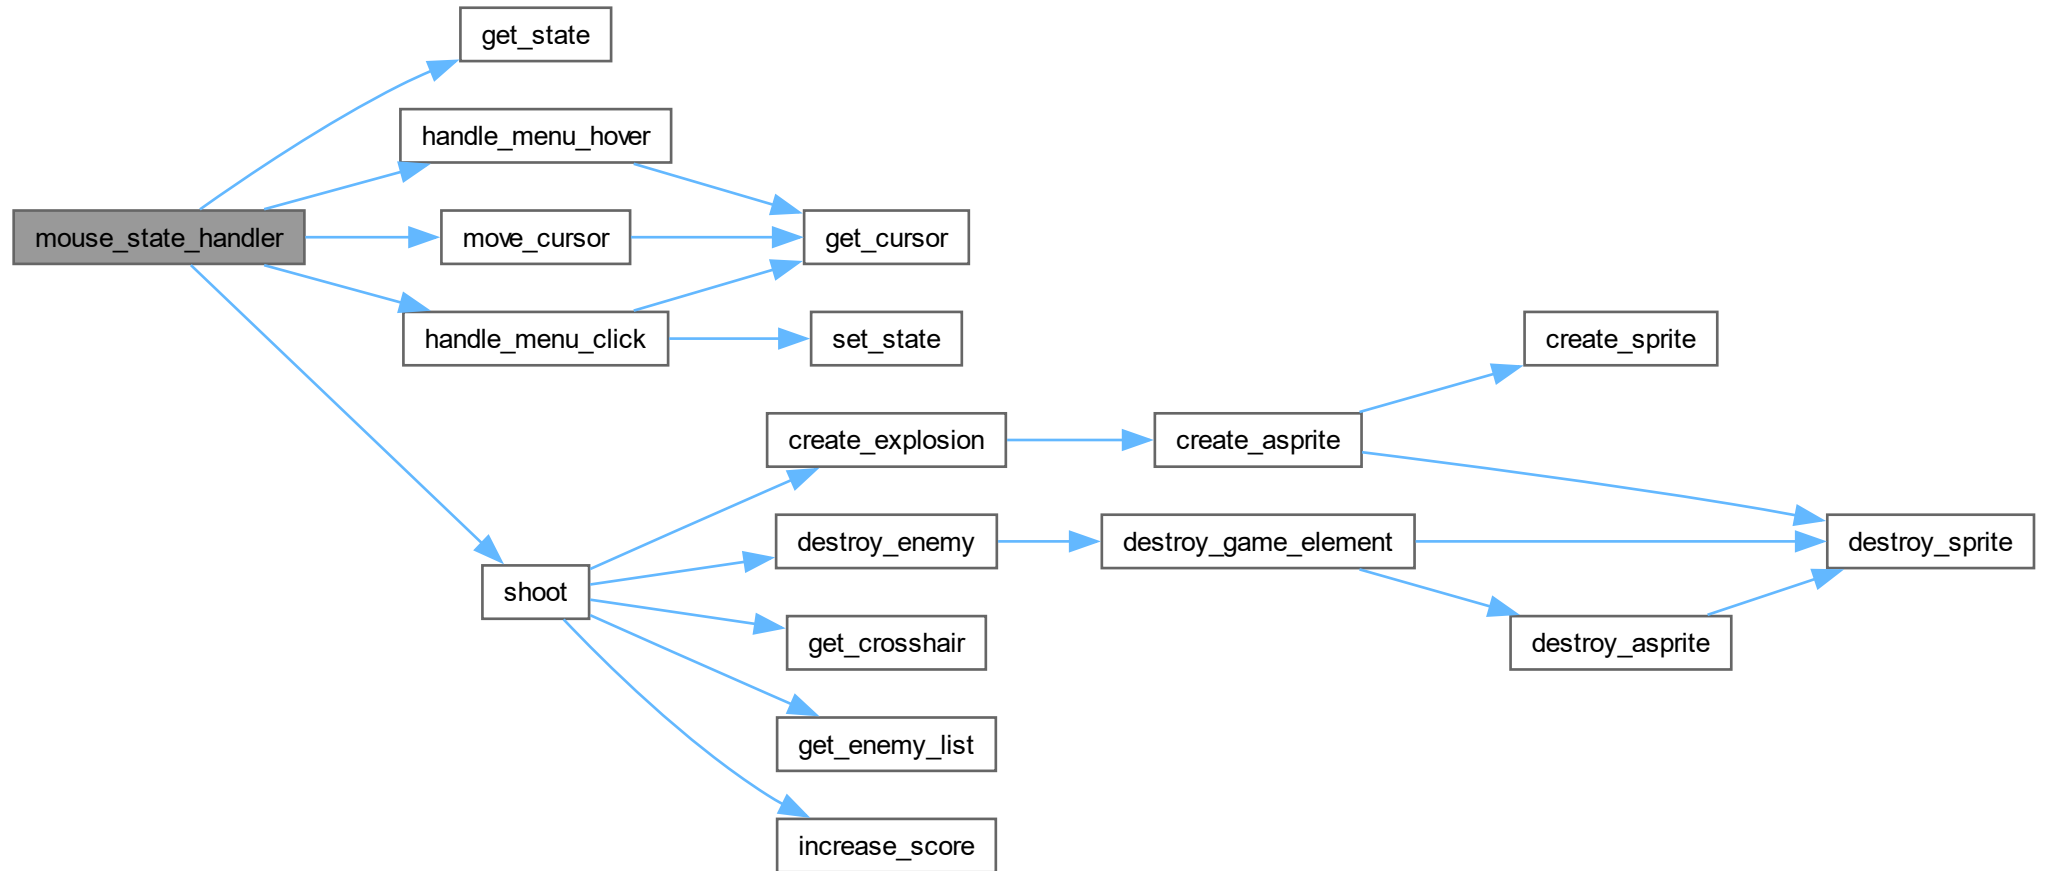 get_state
handle_menu_hover
mouse_state_handler
move_cursor
get_cursor
handle_menu_click
set_state
create_sprite
create_explosion
create_asprite
destroy_enemy
destroy_game_element
destroy_sprite
shoot
get_crosshair
destroy_asprite
get_enemy_list
increase_score